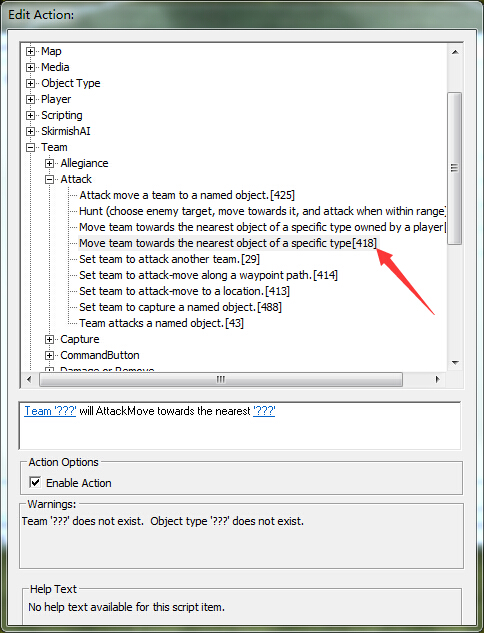 Edit Action:
Map
Media
Object Type
Player
Scripting
SkirmishAI
Team
Allegiance
Attack
Attack move a team to a named object.[425]
Hunt (choose enemy target, move towards it, and attack when within range)
Move team towards the nearest object of a specific type owned by a player[
Move team towards the nearest object of a specific type[418]
Set team to attack another team.[29]
Set team to attack-move along a waypoint path.[414]
Set team to attack-move to a location.[413]
Set team to capture a named object.[488]
Team attacks a named object.[43]
Capture
CommandButton
Damage or Remove
Team '???' will AttackMove towards the nearest '???'
Action Options
Enable Action
Warnings:
Team '???' does not exist.  Object type '???' does not exist.
Help Text
No help text available for this script item.